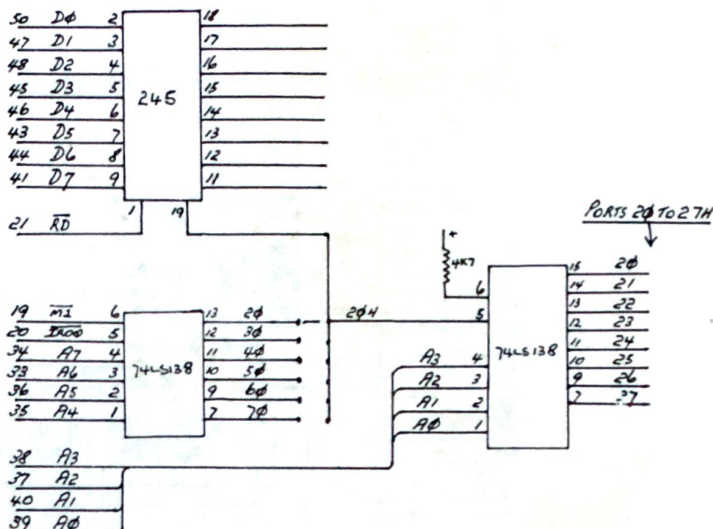 50 DØ 2 18
47 D1 3 17
48 D2 4 16
45 D3 5 15
245
46 D4 6 14
43 D5 7 13
44 D6 8 12
41 D7 9 11
1 19
21 RD
PORTS 2Ø TO 27H
4K7
15 2Ø
6 14 21
19 M1 6 13 2Ø 2ØH 5 13 22
20 IORQ 5 12 3Ø 12 23
34 A7 4 11 4Ø A3 4 11 24
74LS138 74LS138
33 A6 3 10 5Ø A2 3 10 25
36 A5 2 9 6Ø A1 2 9 26
35 A4 1 7 7Ø AØ 1 7
38 A3
37 A2
40 A1
39 AØ